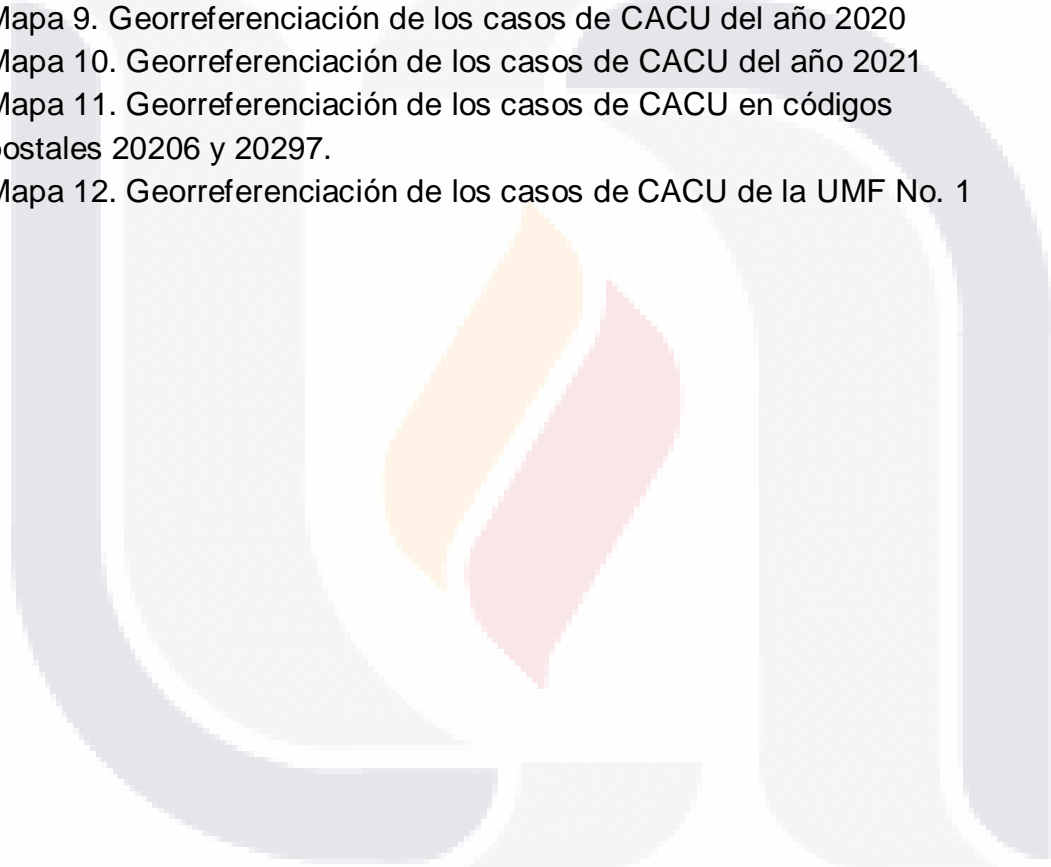 Mapa 9. Georreferenciación de los casos de CACU del año 2020
Mapa 10. Georreferenciación de los casos de CACU del año 2021
Mapa 11. Georreferenciación de los casos de CACU en códigos
postales 20206 y 20297.
Mapa 12. Georreferenciación de los casos de CACU de la UMF No. 1